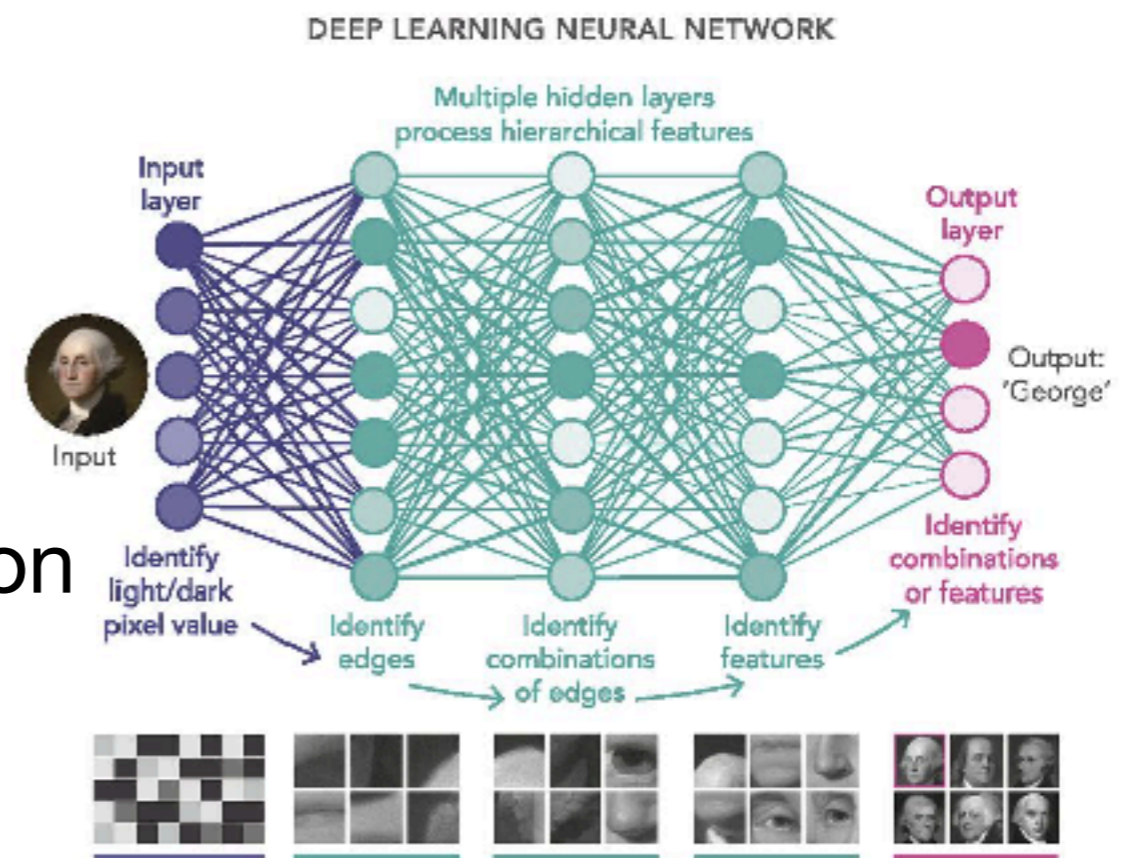 DEEP LEARNING NEURAL NETWORK
Multiple hidden layers
process hierarchical features
Input
layer
Output
layer
Input
Output:
'George'
on
Identify
light/dark
pixel value
Identify
edges
Identify
combinations
of edges
Identify
features
Identify
combinations
or features